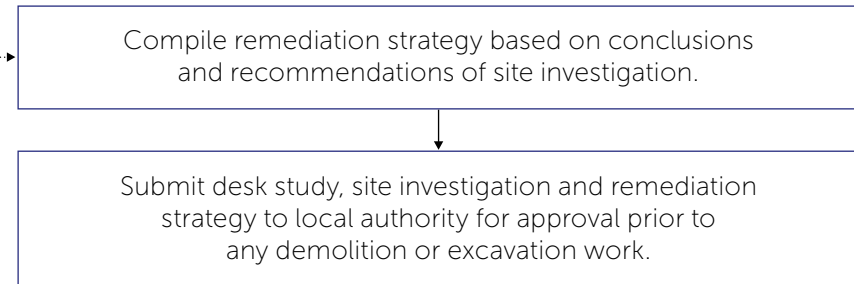 Compile remediation strategy based on conclusions
and recommendations of site investigation.
Submit desk study, site investigation and remediation
strategy to local authority for approval prior to
any demolition or excavation work.